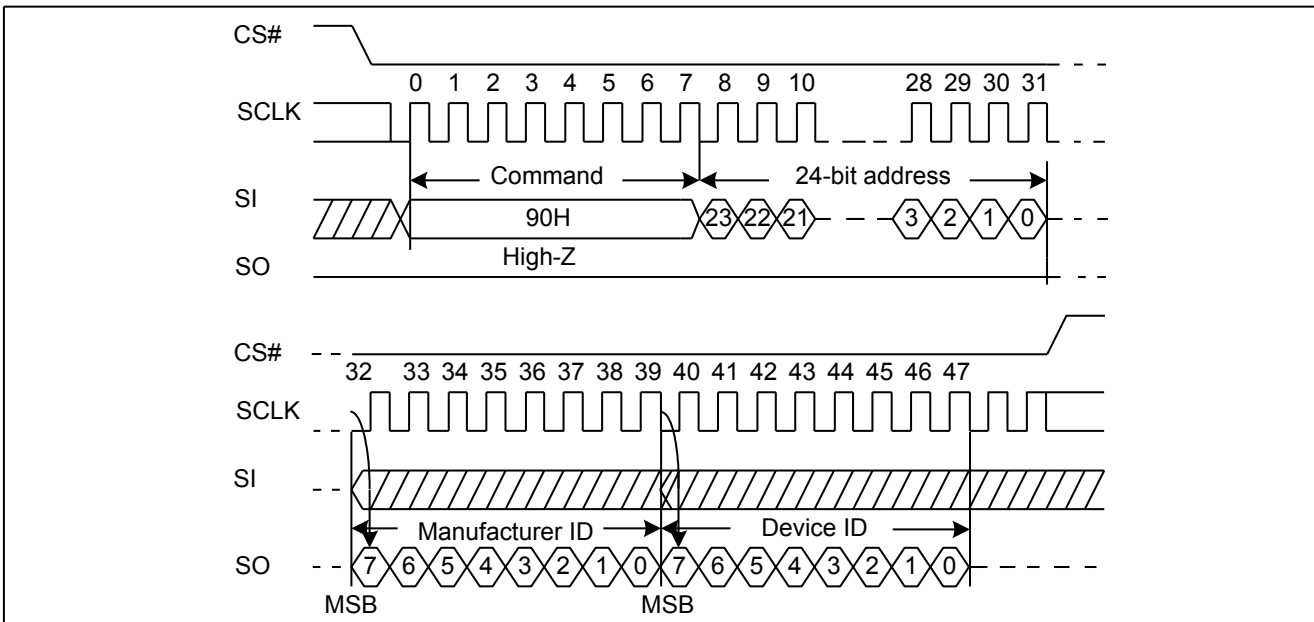 CS#
0 1 2 3 4 5 6 7 8 9 10 28 29 30 31
SCLK
Command 24-bit address
SI
90H 23 22 21 3 2 1 0
High-Z
SO
CS#
32 33 34 35 36 37 38 39 40 41 42 43 44 45 46 47
SCLK
SI
Manufacturer ID Device ID
SO 7 6 5 4 3 2 1 0 7 6 5 4 3 2 1 0
MSB MSB